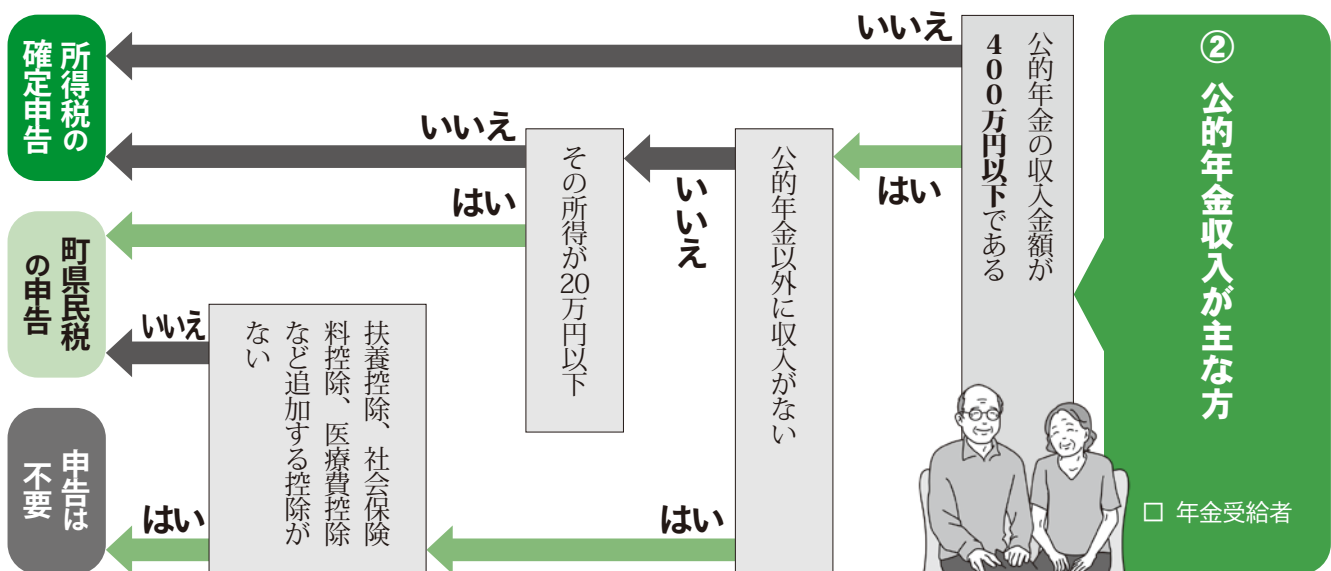 ② 公的年金収入が主な方
□ 年金受給者
公的年金の収入金額が
400万円以下である
いいえ
はい
公的年金以外に収入がない
いいえ
はい
その所得が20万円以下
いいえ
はい
扶養控除、社会保険
料控除、医療費控除
など追加する控除が
ない
いいえ
はい
所得税の
確定申告
町県民税
の申告
申告は
不要